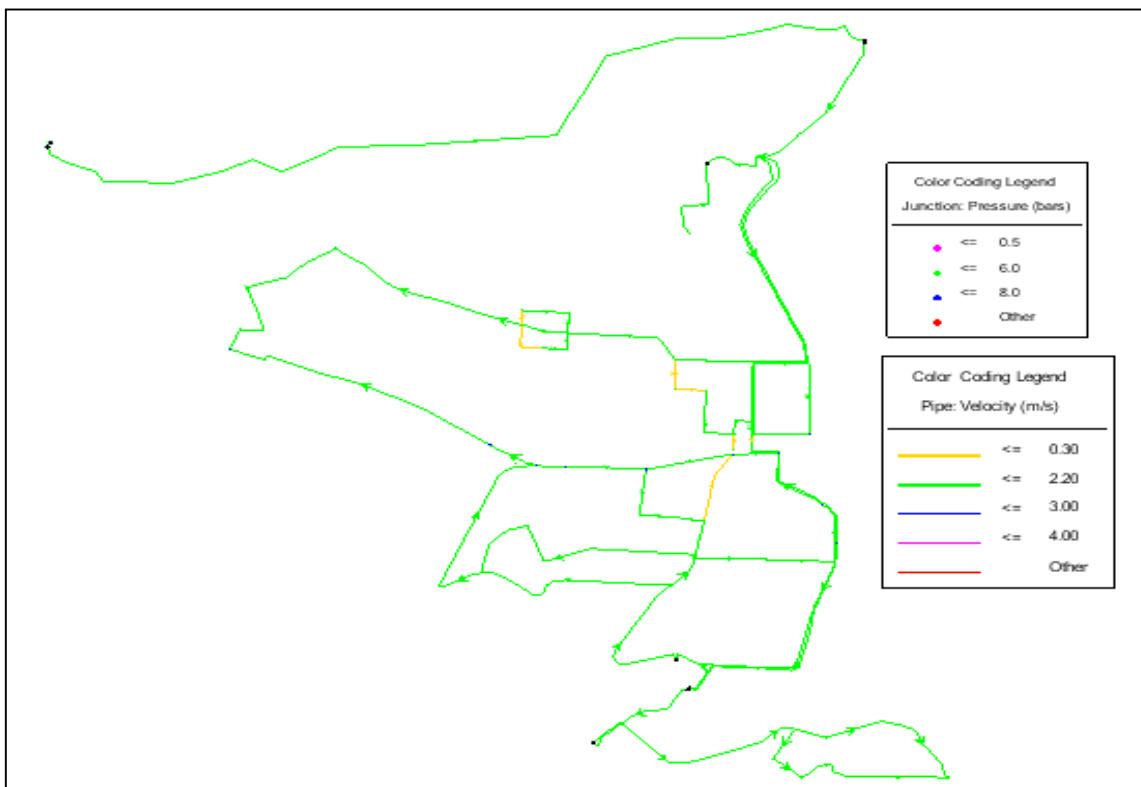 Color Coding Legend
Junction: Pressure (bars)
<= 0.5
<= 6.0
<= 8.0
Other
Color Coding Legend
Pipe: Velocity (m/s)
<= 0.30
<= 2.20
<= 3.00
<= 4.00
Other